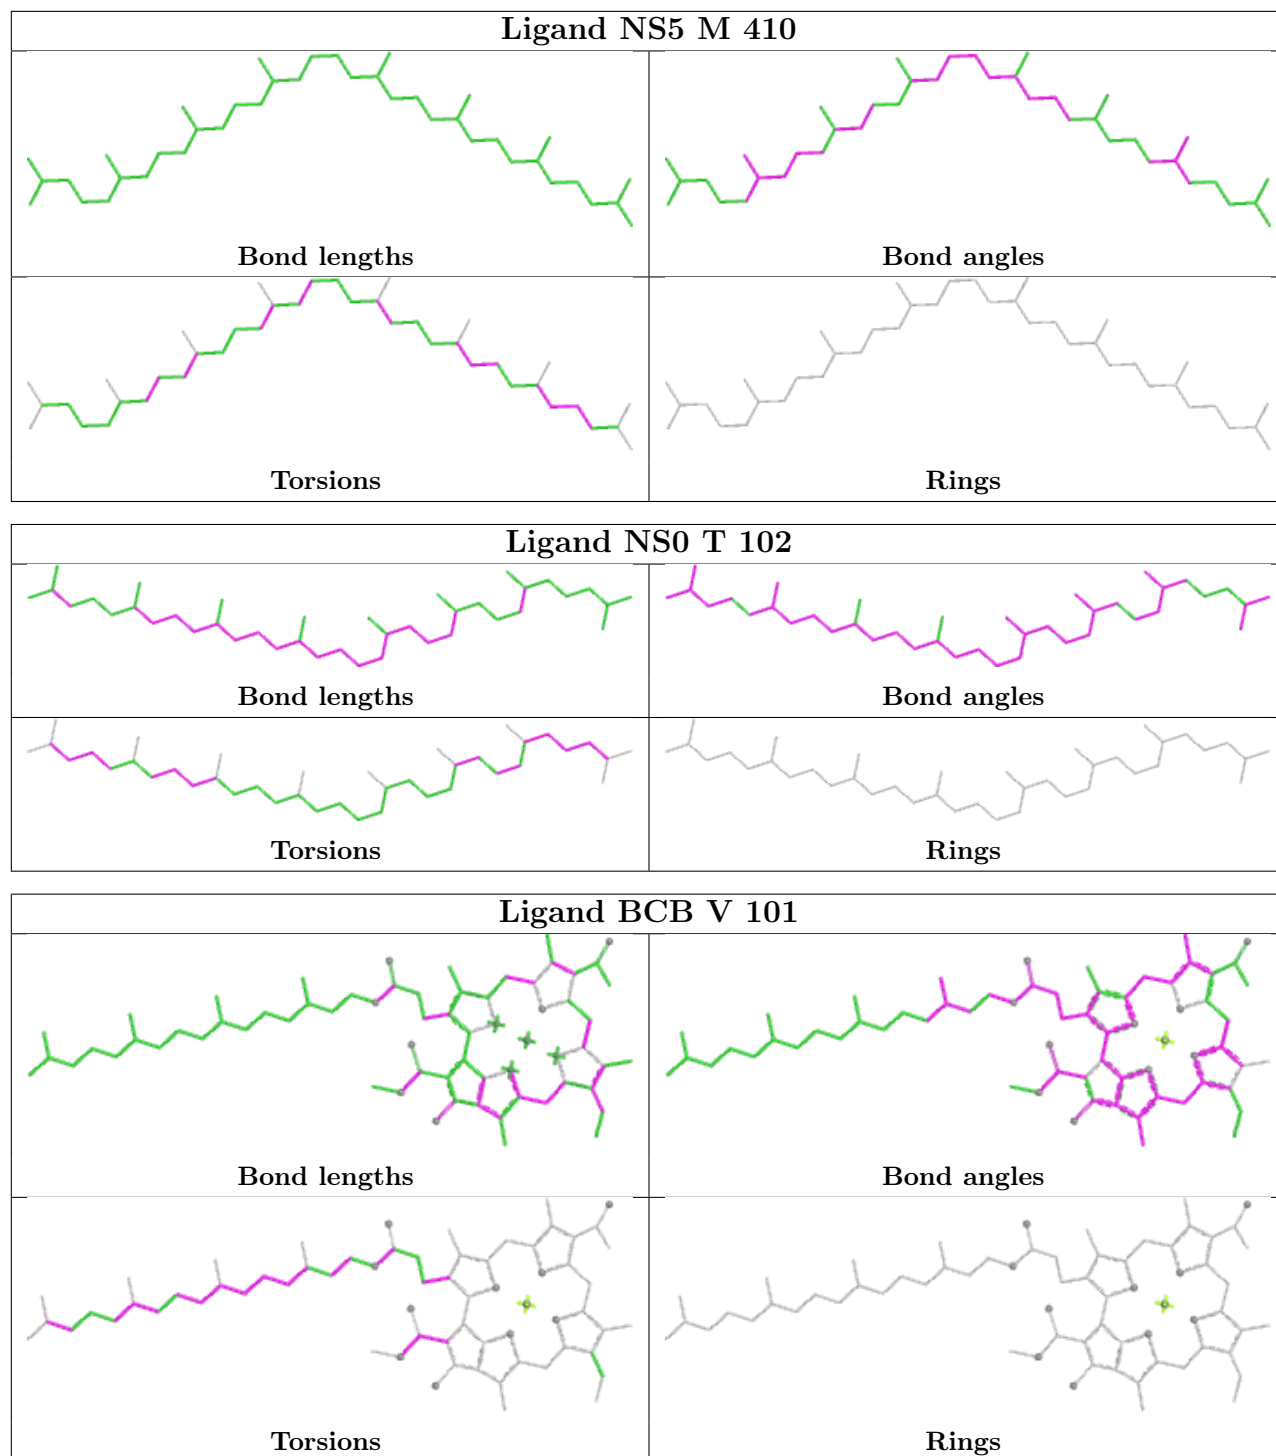 Ligand NS5 M 410
Bond lengths
Bond angles
Torsions
Rings
Ligand NS0 T 102
Bond lengths
Bond angles
Torsions
Rings
Ligand BCB V 101
Bond lengths
Bond angles
Torsions
Rings